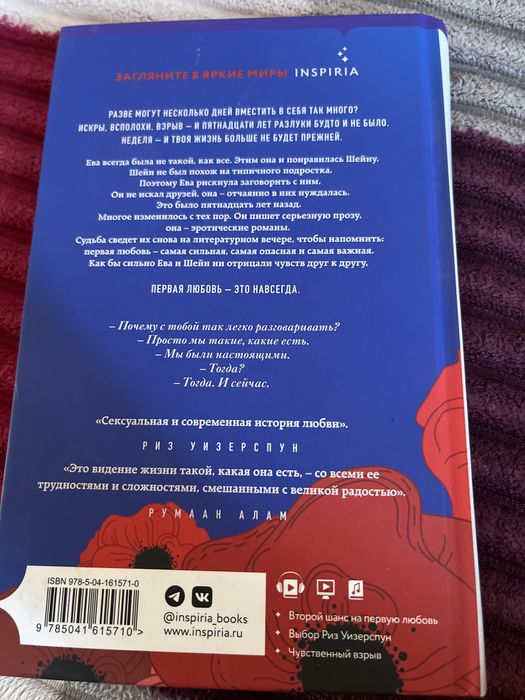 ЗАГЛЯНИТЕ В ЯРКИЕ МИРЫ INSPIRIA
РАЗВЕ МОГУТ НЕСКОЛЬКО ДНЕЙ ВМЕСТИТЬ В СЕБЯ ТАК МНОГО?
ИСКРЫ, ВСПОЛОХИ, ВЗРЫВ – И ПЯТНАДЦАТИ ЛЕТ РАЗЛУКИ БУДТО И НЕ БЫЛО.
НЕДЕЛЯ – И ТВОЯ ЖИЗНЬ БОЛЬШЕ НЕ БУДЕТ ПРЕЖНЕЙ.
Ева всегда была не такой, как все. Этим она и понравилась Шейну.
Шейн не был похож на типичного подростка.
Поэтому Ева рискнула заговорить с ним.
Он не искал друзей, она – отчаянно в них нуждалась.
Это было пятнадцать лет назад.
Многое изменилось с тех пор. Он пишет серьезную прозу,
она – эротические романы.
Судьба сведет их снова на литературном вечере, чтобы напомнить:
первая любовь – самая сильная, самая опасная и самая важная.
Как бы сильно Ева и Шейн ни отрицали чувств друг к другу.
ПЕРВАЯ ЛЮБОВЬ – ЭТО НАВСЕГДА.
– Почему с тобой так легко разговаривать?
– Просто мы такие, какие есть.
– Мы были настоящими.
– Тогда?
– Тогда. И сейчас.
«Сексуальная и современная история любви».
РИЗ УИЗЕРСПУН
«Это видение жизни такой, какая она есть, – со всеми ее
трудностями и сложностями, смешанными с великой радостью».
РУМААН АЛАМ
ISBN 978-5-04-161571-0
9 785041 615710 >
@inspiria_books
www.inspiria.ru
Второй шанс на первую любовь
Выбор Риз Уизерспун
Чувственный взрыв